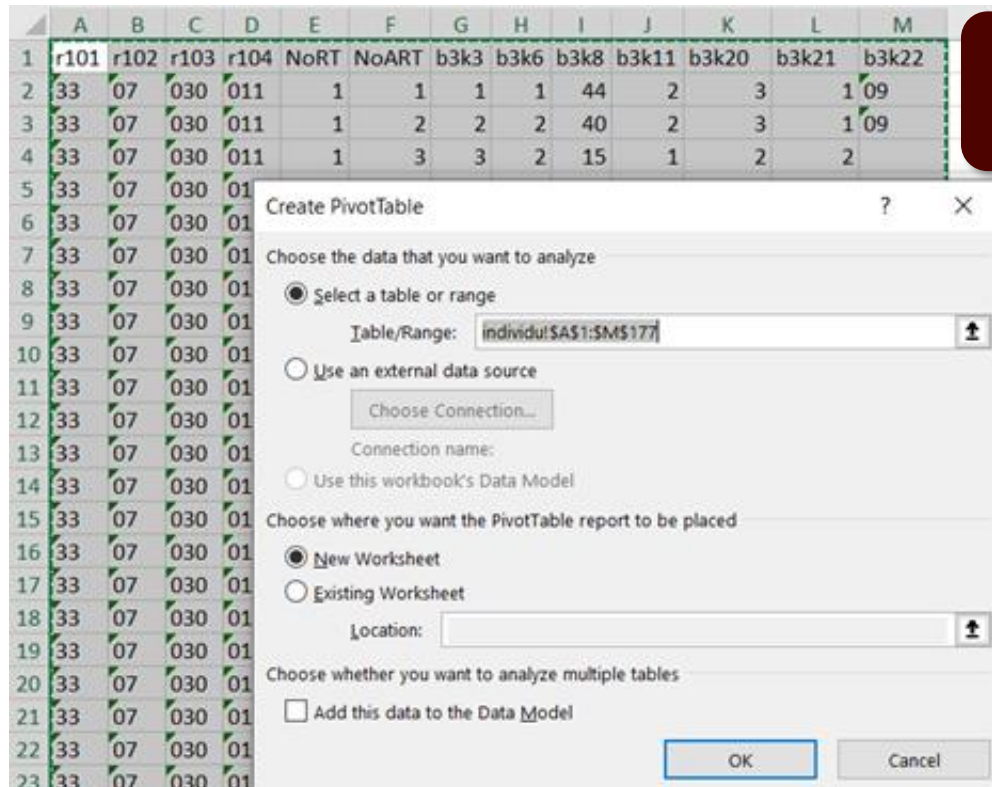 A B C D E F G H I J K L M
1 r101 r102 r103 r104 NoRT NoART b3k3 b3k6 b3k8 b3k11 b3k20 b3k21 b3k22
2 33 07 030 011 1 1 1 1 44 2 3 1 09
3 33 07 030 011 1 2 2 2 40 2 3 1 09
4 33 07 030 011 1 3 3 2 15 1 2 2
5 33 07 030 01
6 33 07 030 01
7 33 07 030 01
8 33 07 030 01
9 33 07 030 01
10 33 07 030 01
11 33 07 030 01
12 33 07 030 01
13 33 07 030 01
14 33 07 030 01
15 33 07 030 01
16 33 07 030 01
17 33 07 030 01
18 33 07 030 01
19 33 07 030 01
20 33 07 030 01
21 33 07 030 01
22 33 07 030 01
23 33 07 030 01
Create PivotTable ?
Choose the data that you want to analyze
Select a table or range
Table/Range: individu!$A$1:$M$177
Use an external data source
Choose Connection...
Connection name:
Use this workbook's Data Model
Choose where you want the PivotTable report to be placed
New Worksheet
Existing Worksheet
Location:
Choose whether you want to analyze multiple tables
Add this data to the Data Model
OK Cancel